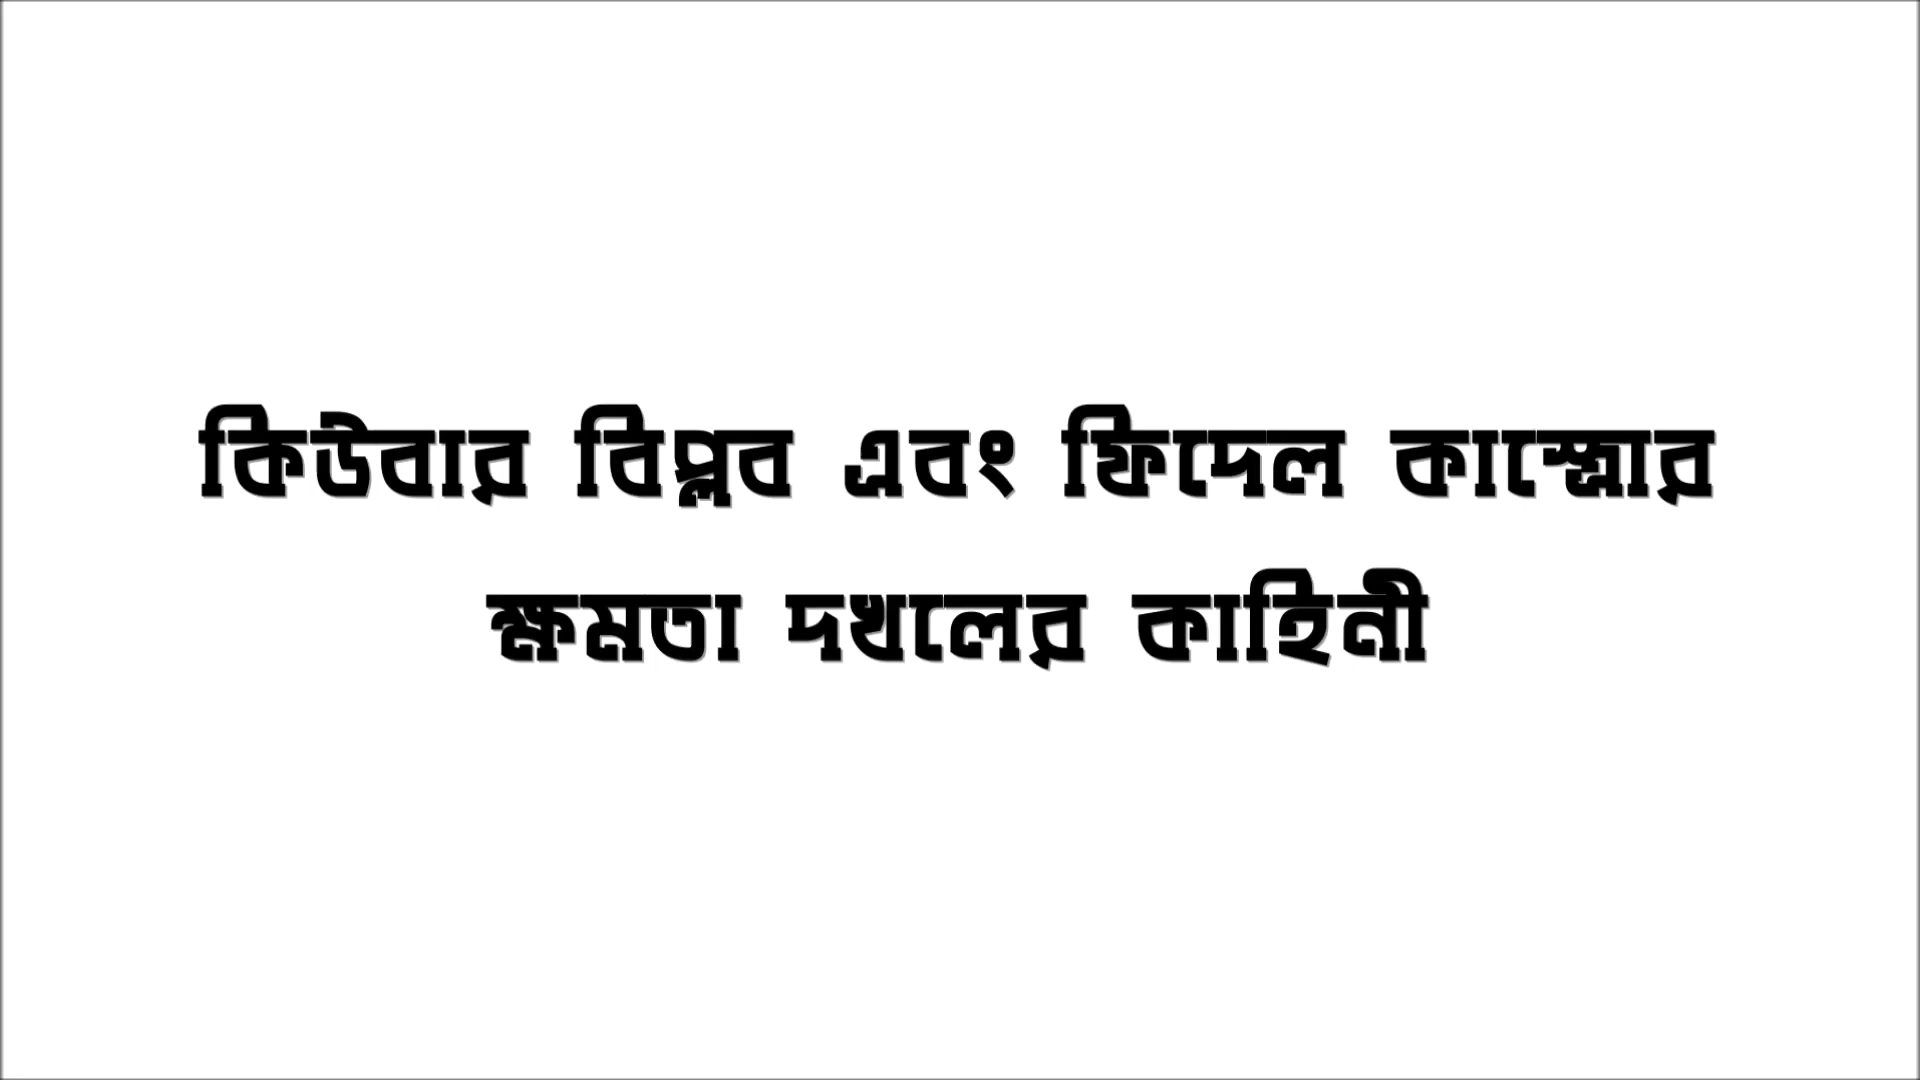 কিউবার বিপ্লব এবং ফিদেল কাস্ত্রোর
ক্ষমতা দখলের কাহিনী